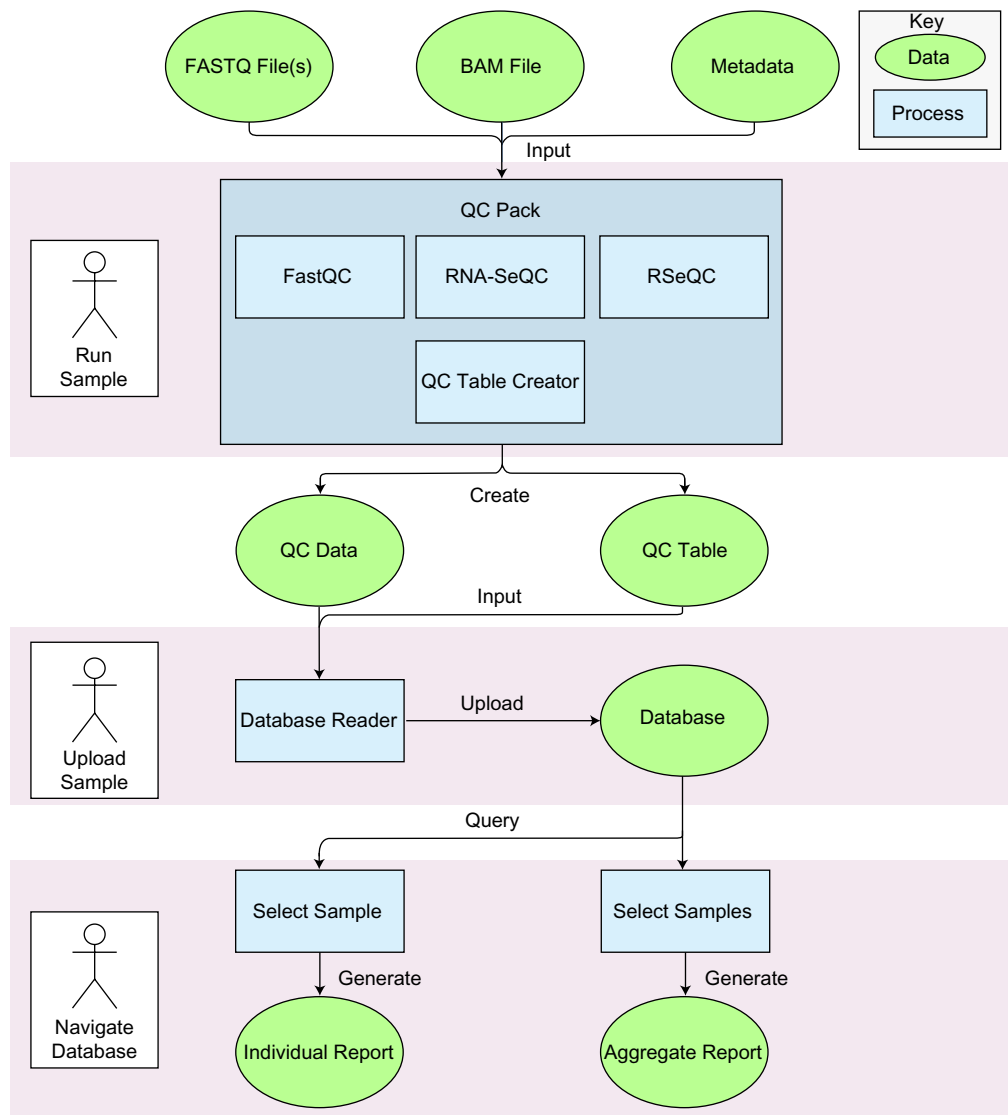 FASTQ File(s)
BAM File
Metadata
Key
Data
Process
Input
QC Pack
FastQC
RNA-SeQC
RSeQC
QC Table Creator
Run
Sample
Create
QC Data
QC Table
Input
Upload
Sample
Database Reader
Upload
Database
Query
Navigate
Database
Select Sample
Select Samples
Generate
Generate
Individual Report
Aggregate Report